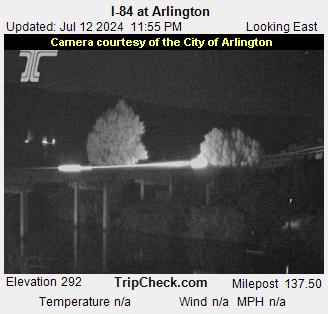 I-84 at Arlington
Updated: Jul 12 2024 11:55 PM Looking East
Camera courtesy of the City of Arlington
Elevation 292 TripCheck.com Milepost 137.50
Temperature n/a Wind n/a MPH n/a